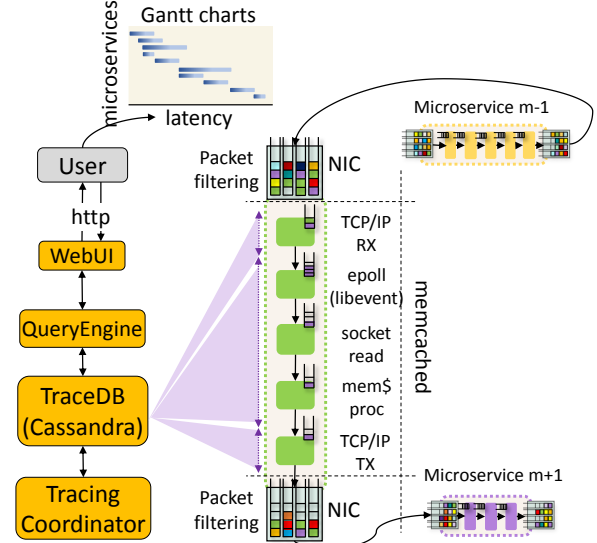 Gantt charts
microservices
latency
Microservice m-1
User
Packet
filtering
NIC
http
WebUI
TCP/IP
RX
epoll
(libevent)
QueryEngine
socket
read
memcached
TraceDB
(Cassandra)
mem$
proc
TCP/IP
TX
Tracing
Coordinator
Packet
filtering
NIC
Microservice m+1